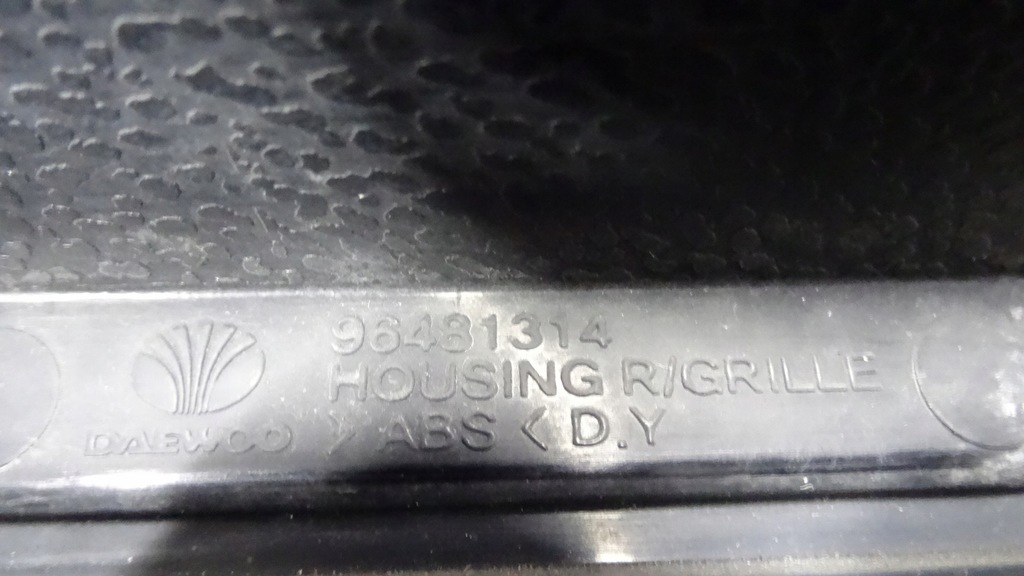 96481314
HOUSING R/GRILLE
DAEWOO > ABS < D.Y